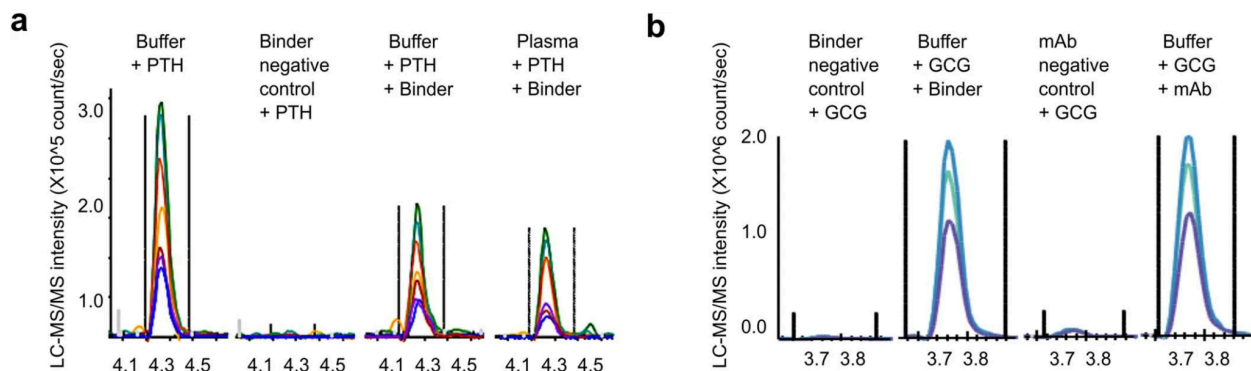 a
LC-MS/MS intensity (X10^5 count/sec)
Buffer
+ PTH
Binder
negative
control
+ PTH
Buffer
+ PTH
+ Binder
Plasma
+ PTH
+ Binder
3.0
2.0
1.0
4.1 4.3 4.5
4.1 4.3 4.5
4.1 4.3 4.5
4.1 4.3 4.5
b
LC-MS/MS intensity (X10^6 count/sec)
Binder
negative
control
+ GCG
Buffer
+ GCG
+ Binder
mAb
negative
control
+ GCG
Buffer
+ GCG
+ mAb
2.0
1.0
0.0
3.7 3.8
3.7 3.8
3.7 3.8
3.7 3.8